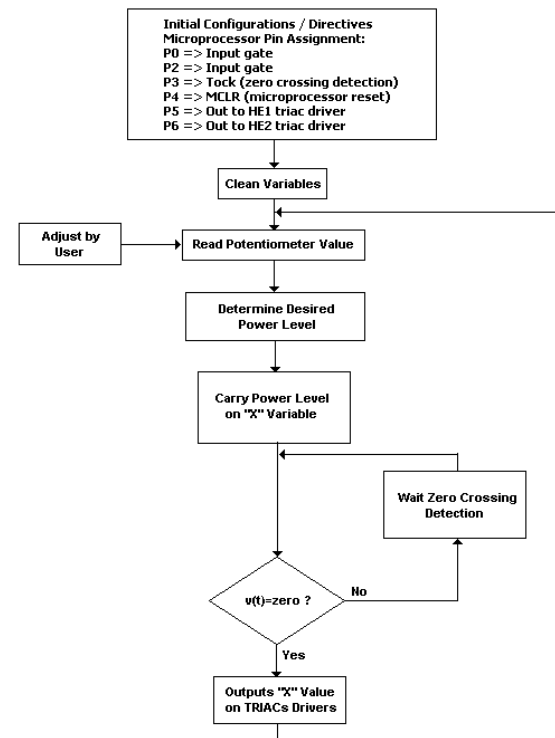 Initial Configurations / Directives
Microprocessor Pin Assignment:
P0 => Input gate
P2 => Input gate
P3 => Tock (zero crossing detection)
P4 => MCLR (microprocessor reset)
P5 => Out to HE1 triac driver
P6 => Out to HE2 triac driver
Clean Variables
Adjust by
User
Read Potentiometer Value
Determine Desired
Power Level
Carry Power Level
on "X" Variable
Wait Zero Crossing
Detection
v(t)=zero ?
No
Yes
Outputs "X" Value
on TRIACs Drivers